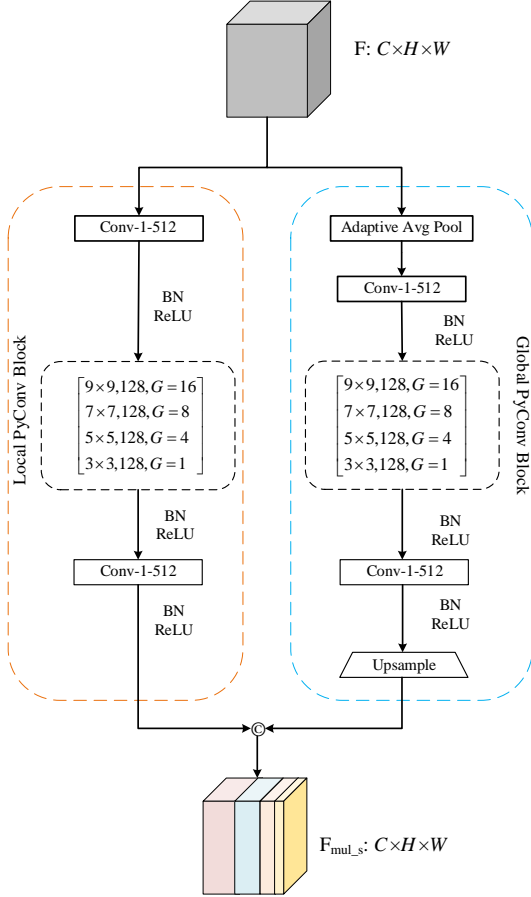 F: C×H×W
Local PyConv Block
Conv-1-512
BN
ReLU
9×9,128,G=16
7×7,128,G=8
5×5,128,G=4
3×3,128,G=1
BN
ReLU
Conv-1-512
BN
ReLU
Global PyConv Block
Adaptive Avg Pool
Conv-1-512
BN
ReLU
9×9,128,G=16
7×7,128,G=8
5×5,128,G=4
3×3,128,G=1
BN
ReLU
Conv-1-512
BN
ReLU
Upsample
©
F_mul_s: C×H×W